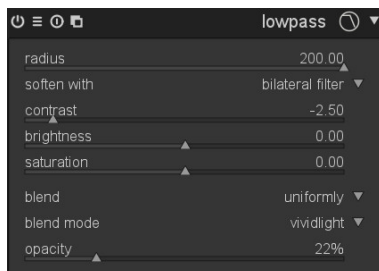 lowpass
radius 200.00
soften with bilateral filter
contrast -2.50
brightness 0.00
saturation 0.00
blend uniformly
blend mode vividlight
opacity 22%